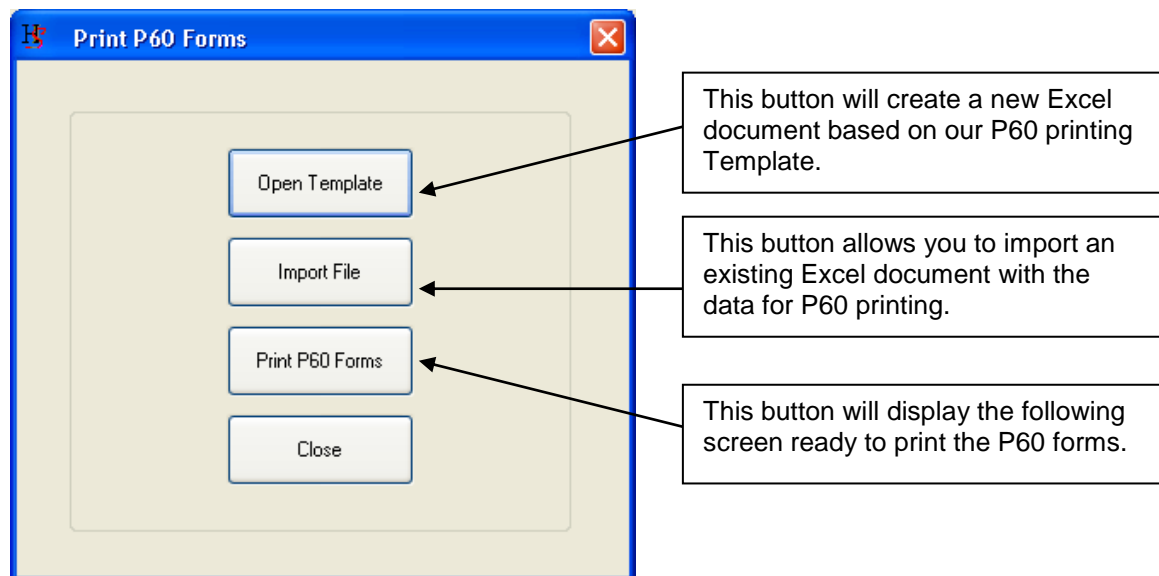 Print P60 Forms
Open Template
Import File
Print P60 Forms
Close
This button will create a new Excel
document based on our P60 printing
Template.
This button allows you to import an
existing Excel document with the
data for P60 printing.
This button will display the following
screen ready to print the P60 forms.